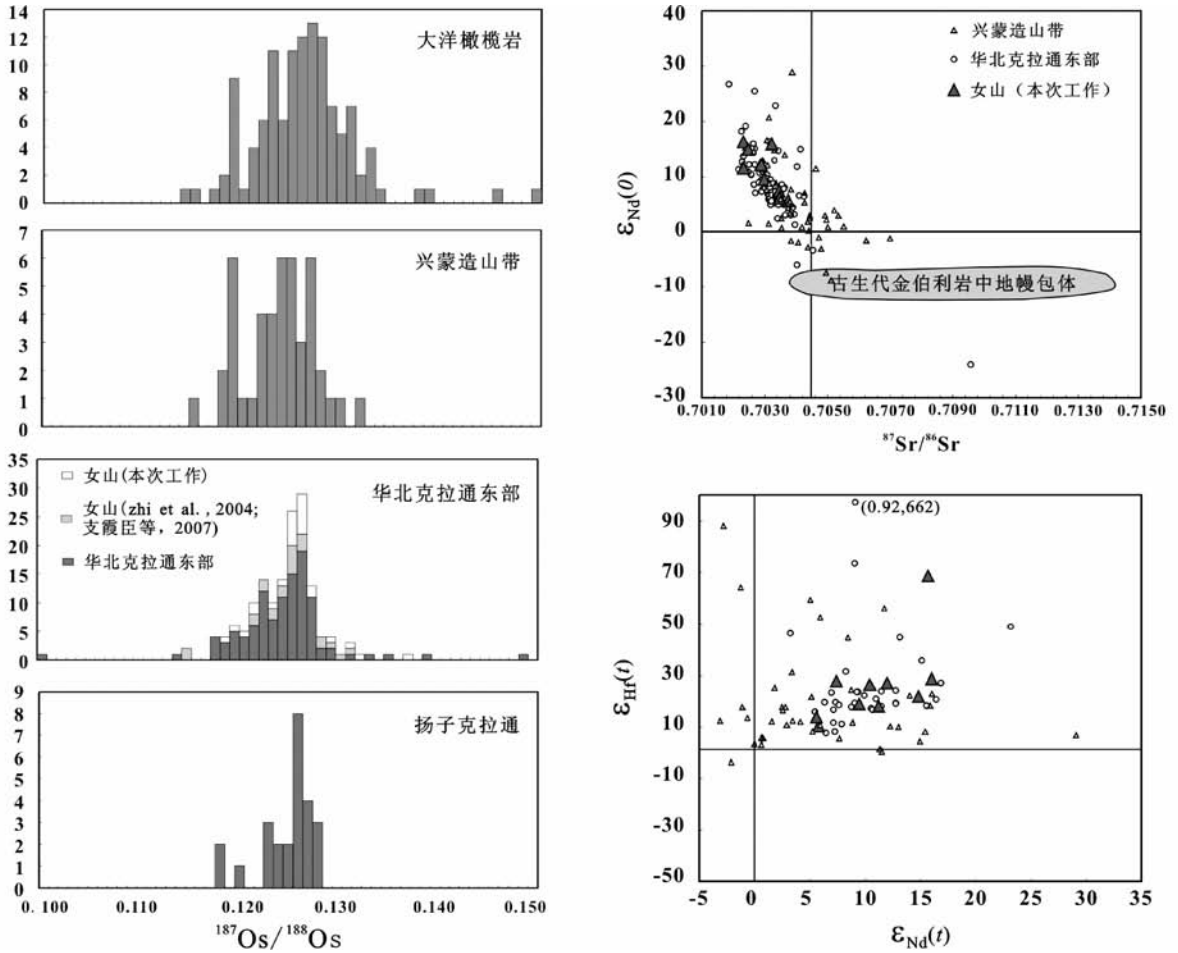 14
12
10
8
6
4
2
0
大洋橄榄岩
7
6
5
4
3
2
1
0
兴蒙造山带
35
30
25
20
15
10
5
0
女山(本次工作)
女山(zhi et al.,2004;
支霞臣等，2007)
华北克拉通东部
华北克拉通东部
9
8
7
6
5
4
3
2
1
0
扬子克拉通
0.100 0.110 0.120 0.130 0.140 0.150
¹⁸⁷Os/¹⁸⁸Os
40
30
20
10
0
-10
-20
-30
εNd(0)
兴蒙造山带
华北克拉通东部
女山（本次工作）
古生代金伯利岩中地幔包体
0.7010 0.7030 0.7050 0.7070 0.7090 0.7110 0.7130 0.7150
⁸⁷Sr/⁸⁶Sr
90
70
50
30
10
-10
-30
-50
εHf(t)
(0.92,662)
-5 0 5 10 15 20 25 30 35
εNd(t)